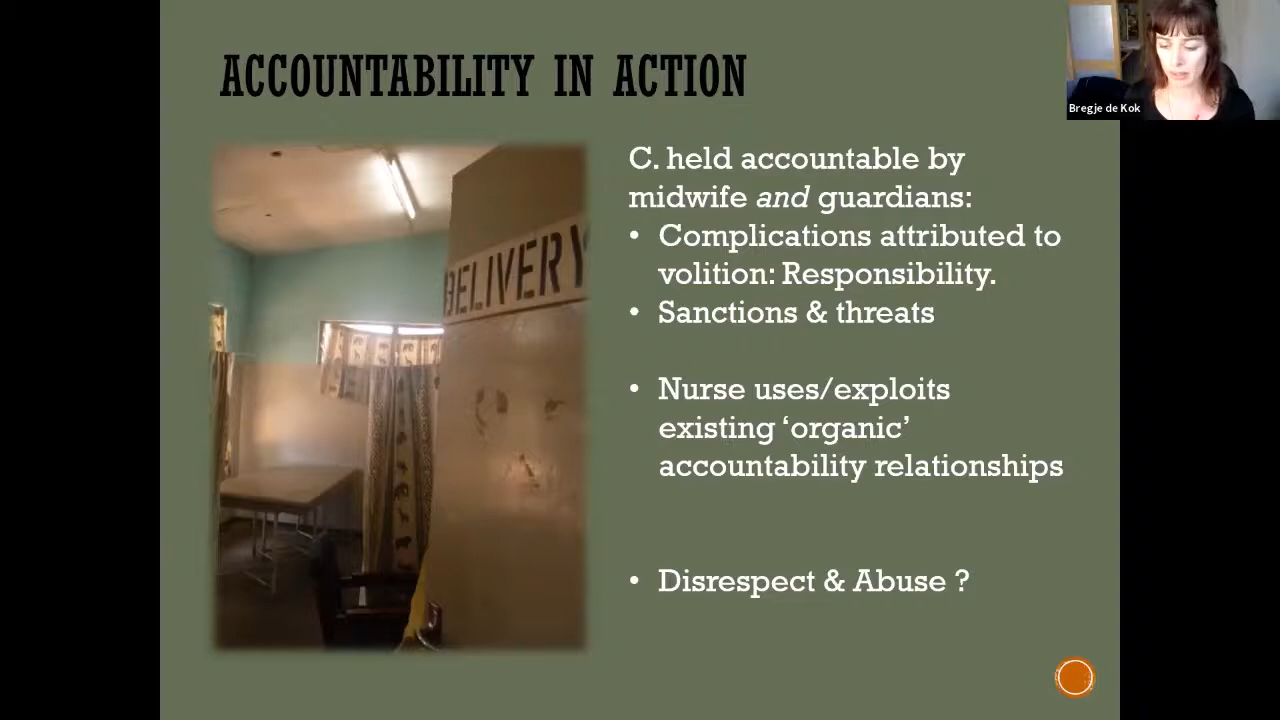 ACCOUNTABILITY IN ACTION
Bregje de Kok
DELIVERY
C. held accountable by
midwife and guardians:
• Complications attributed to
volition: Responsibility.
• Sanctions & threats
• Nurse uses/exploits
existing ‘organic’
accountability relationships
• Disrespect & Abuse ?